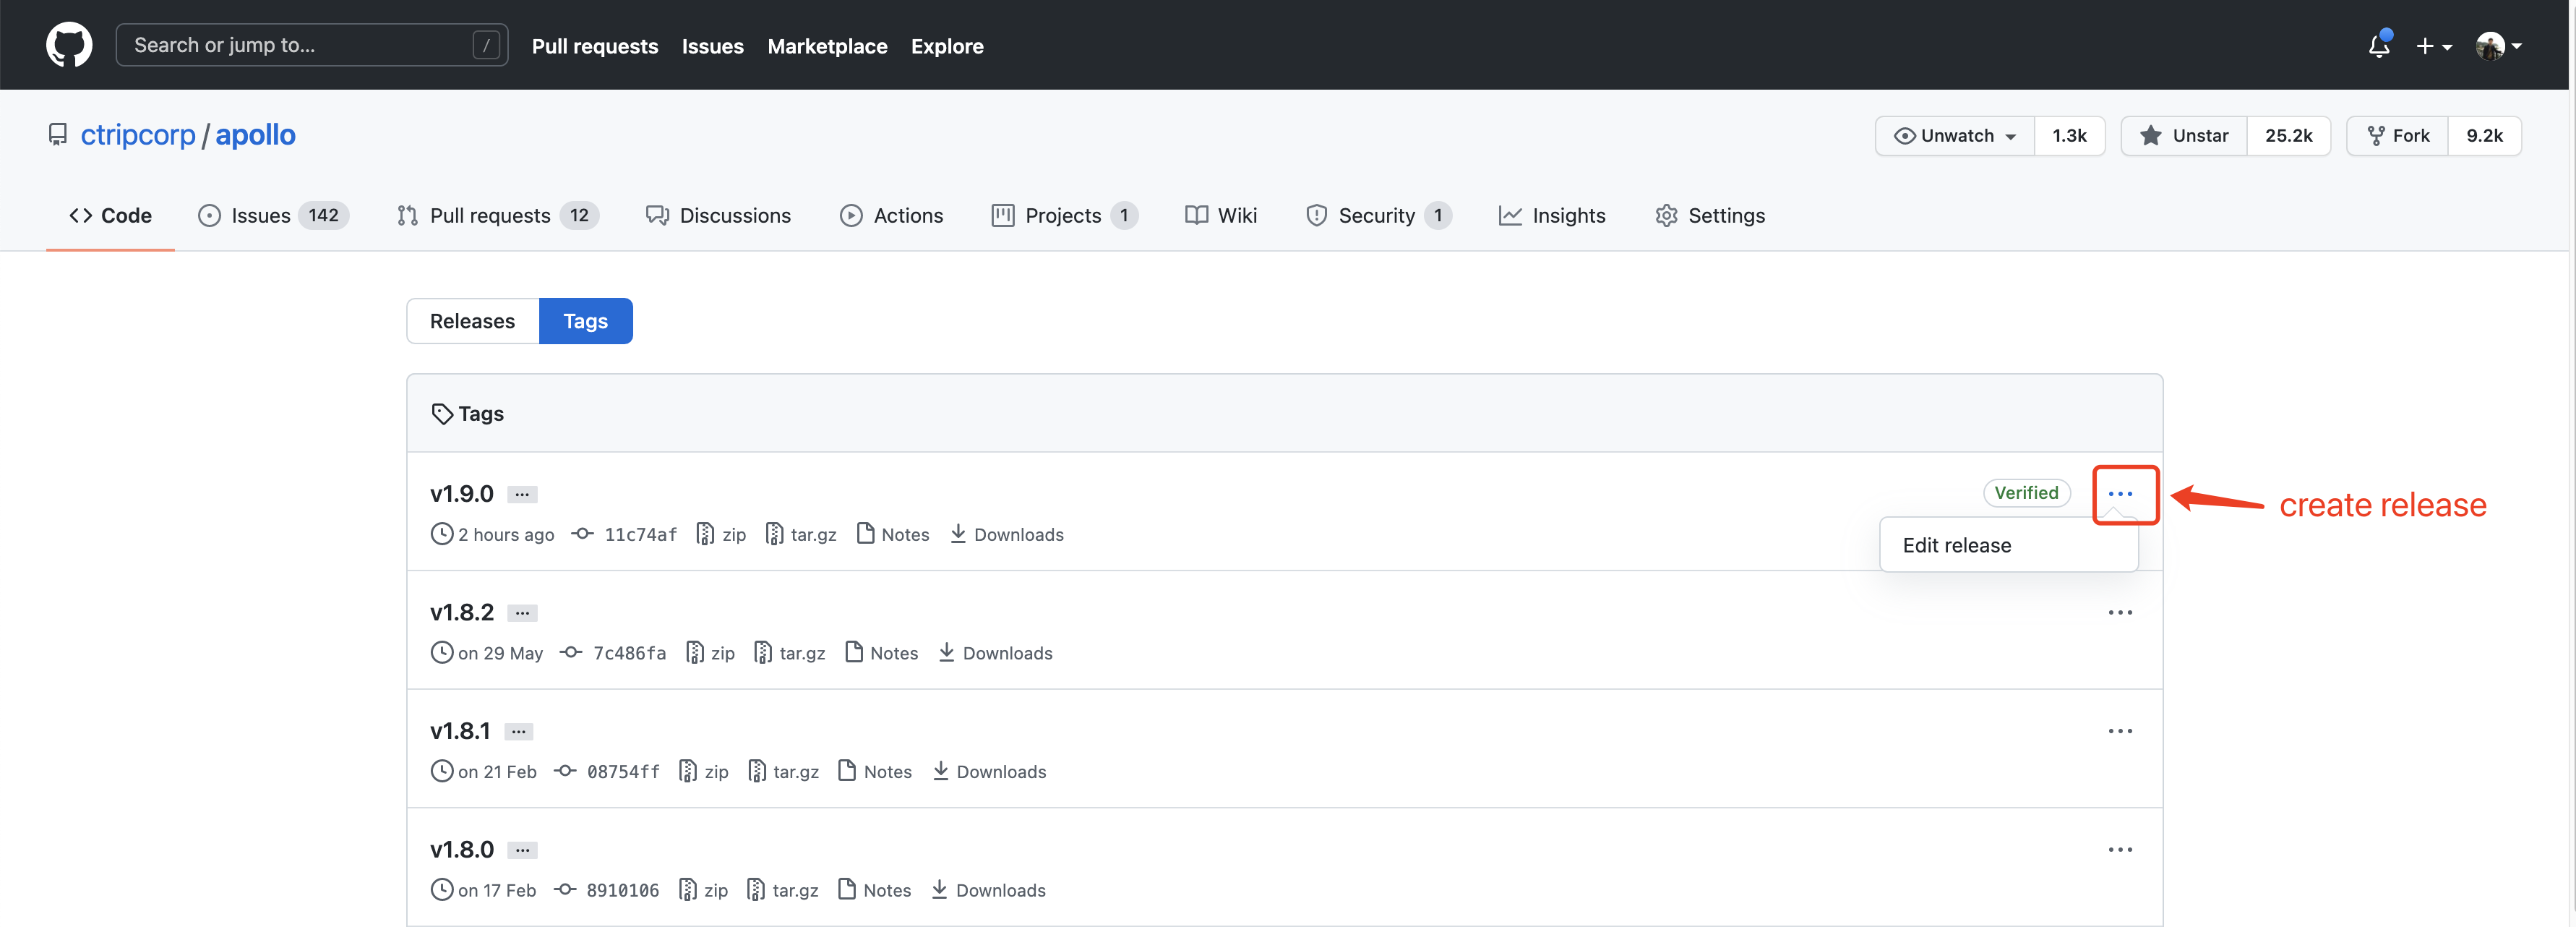 Search or jump to... / Pull requests Issues Marketplace Explore
ctripcorp / apollo Unwatch 1.3k Unstar 25.2k Fork 9.2k
Code Issues 142 Pull requests 12 Discussions Actions Projects 1 Wiki Security 1 Insights Settings
Releases Tags
Tags
v1.9.0 ... Verified ... create release
2 hours ago 11c74af zip tar.gz Notes Downloads
Edit release
v1.8.2 ... ...
on 29 May 7c486fa zip tar.gz Notes Downloads
v1.8.1 ... ...
on 21 Feb 08754ff zip tar.gz Notes Downloads
v1.8.0 ... ...
on 17 Feb 8910106 zip tar.gz Notes Downloads